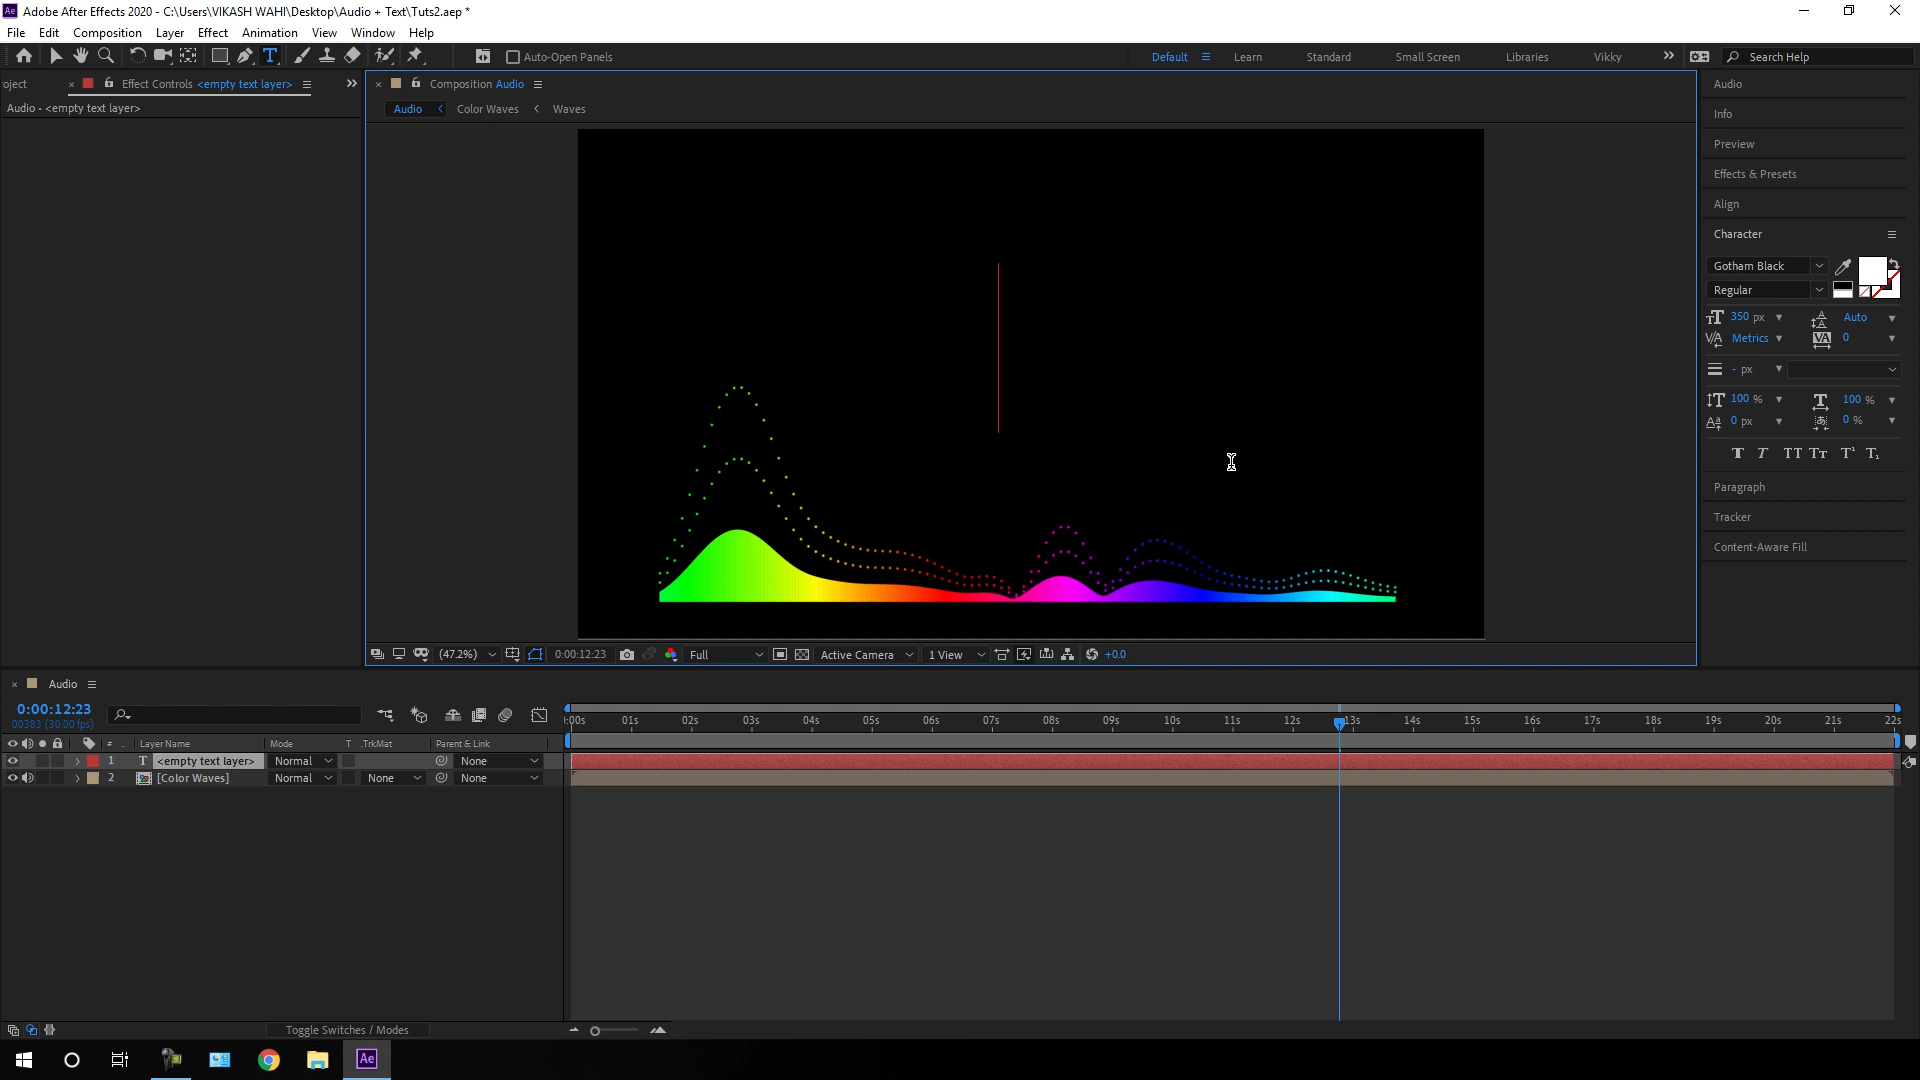 Adobe After Effects 2020 - C:\Users\VIKASH WAHI\Desktop\Audio + Text\Tuts2.aep *
File Edit Composition Layer Effect Animation View Window Help
Auto-Open Panels Default Learn Standard Small Screen Libraries Vikky Search Help
oject Effect Controls <empty text layer>
Audio • <empty text layer>
Composition Audio
Audio Color Waves Waves
Audio
Info
Preview
Effects & Presets
Align
Character
Gotham Black
Regular
350 px Auto
Metrics 0
- px
100 % 100 %
0 px 0 %
Paragraph
Tracker
Content-Aware Fill
(47.2%) 0:00:12:23 Full Active Camera 1 View +0.0
Audio
0:00:12:23
00383 (30.00 fps)
:00s 01s 02s 03s 04s 05s 06s 07s 08s 09s 10s 11s 12s 13s 14s 15s 16s 17s 18s 19s 20s 21s 22s
# . Layer Name Mode T .TrkMat Parent & Link
1 T <empty text layer> Normal None
2 [Color Waves] Normal None None
Toggle Switches / Modes
Ae